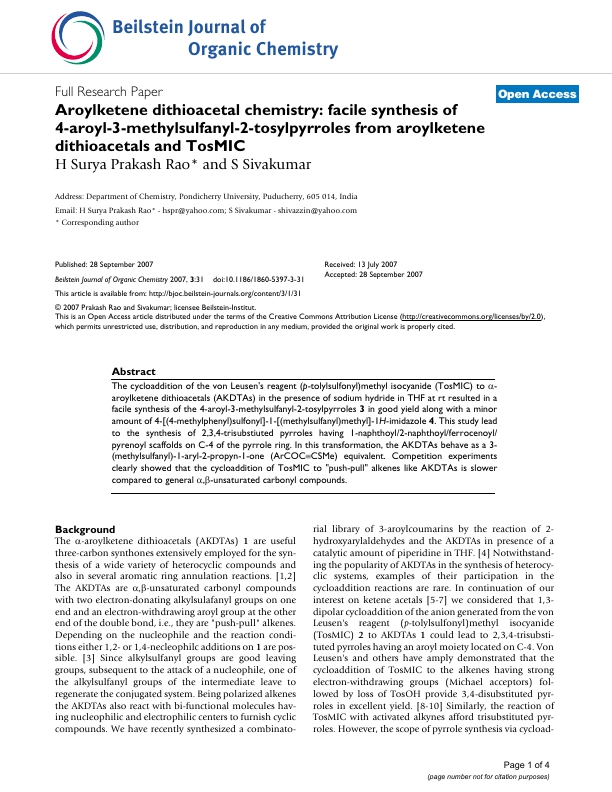 Beilstein Journal of
Organic Chemistry
Full Research Paper
Open Access
Aroylketene dithioacetal chemistry: facile synthesis of
4-aroyl-3-methylsulfanyl-2-tosylpyrroles from aroylketene
dithioacetals and TosMIC
H Surya Prakash Rao* and S Sivakumar
Address: Department of Chemistry, Pondicherry University, Puducherry, 605 014, India
Email: H Surya Prakash Rao* - hspr@yahoo.com; S Sivakumar - shivazzin@yahoo.com
* Corresponding author
Published: 28 September 2007
Beilstein Journal of Organic Chemistry 2007, 3:31 doi:10.1186/1860-5397-3-31
Received: 13 July 2007
Accepted: 28 September 2007
This article is available from: http://bjoc.beilstein-journals.org/content/3/1/31
© 2007 Prakash Rao and Sivakumar; licensee Beilstein-Institut.
This is an Open Access article distributed under the terms of the Creative Commons Attribution License (http://creativecommons.org/licenses/by/2.0),
which permits unrestricted use, distribution, and reproduction in any medium, provided the original work is properly cited.
Abstract
The cycloaddition of the von Leusen's reagent (p-tolylsulfonyl)methyl isocyanide (TosMIC) to α-
aroylketene dithioacetals (AKDTAs) in the presence of sodium hydride in THF at rt resulted in a
facile synthesis of the 4-aroyl-3-methylsulfanyl-2-tosylpyrroles 3 in good yield along with a minor
amount of 4-[(4-methylphenyl)sulfonyl]-1-[(methylsulfanyl)methyl]-1H-imidazole 4. This study lead
to the synthesis of 2,3,4-trisubstiuted pyrroles having 1-naphthoyl/2-naphthoyl/ferrocenoyl/
pyrenoyl scaffolds on C-4 of the pyrrole ring. In this transformation, the AKDTAs behave as a 3-
(methylsulfanyl)-1-aryl-2-propyn-1-one (ArCOC≡CSMe) equivalent. Competition experiments
clearly showed that the cycloaddition of TosMIC to "push-pull" alkenes like AKDTAs is slower
compared to general α,β-unsaturated carbonyl compounds.
Background
The α-aroylketene dithioacetals (AKDTAs) 1 are useful
three-carbon synthones extensively employed for the syn-
thesis of a wide variety of heterocyclic compounds and
also in several aromatic ring annulation reactions. [1,2]
The AKDTAs are α,β-unsaturated carbonyl compounds
with two electron-donating alkylsulafanyl groups on one
end and an electron-withdrawing aroyl group at the other
end of the double bond, i.e., they are "push-pull" alkenes.
Depending on the nucleophile and the reaction condi-
tions either 1,2- or 1,4-necleophilc additions on 1 are pos-
sible. [3] Since alkylsulfanyl groups are good leaving
groups, subsequent to the attack of a nucleophile, one of
the alkylsulfanyl groups of the intermediate leave to
regenerate the conjugated system. Being polarized alkenes
the AKDTAs also react with bi-functional molecules hav-
ing nucleophilic and electrophilic centers to furnish cyclic
compounds. We have recently synthesized a combinato-
rial library of 3-aroylcoumarins by the reaction of 2-
hydroxyarylaldehydes and the AKDTAs in presence of a
catalytic amount of piperidine in THF. [4] Notwithstand-
ing the popularity of AKDTAs in the synthesis of heterocy-
clic systems, examples of their participation in the
cycloaddition reactions are rare. In continuation of our
interest on ketene acetals [5-7] we considered that 1,3-
dipolar cycloaddition of the anion generated from the von
Leusen's reagent (p-tolylsulfonyl)methyl isocyanide
(TosMIC) 2 to AKDTAs 1 could lead to 2,3,4-trisubsti-
tuted pyrroles having an aroyl moiety located on C-4. Von
Leusen's and others have amply demonstrated that the
cycloaddition of TosMIC to the alkenes having strong
electron-withdrawing groups (Michael acceptors) fol-
lowed by loss of TosOH provide 3,4-disubstituted pyr-
roles in excellent yield. [8-10] Similarly, the reaction of
TosMIC with activated alkynes afford trisubstituted pyr-
roles. However, the scope of pyrrole synthesis via cycload-
Page 1 of 4
(page number not for citation purposes)